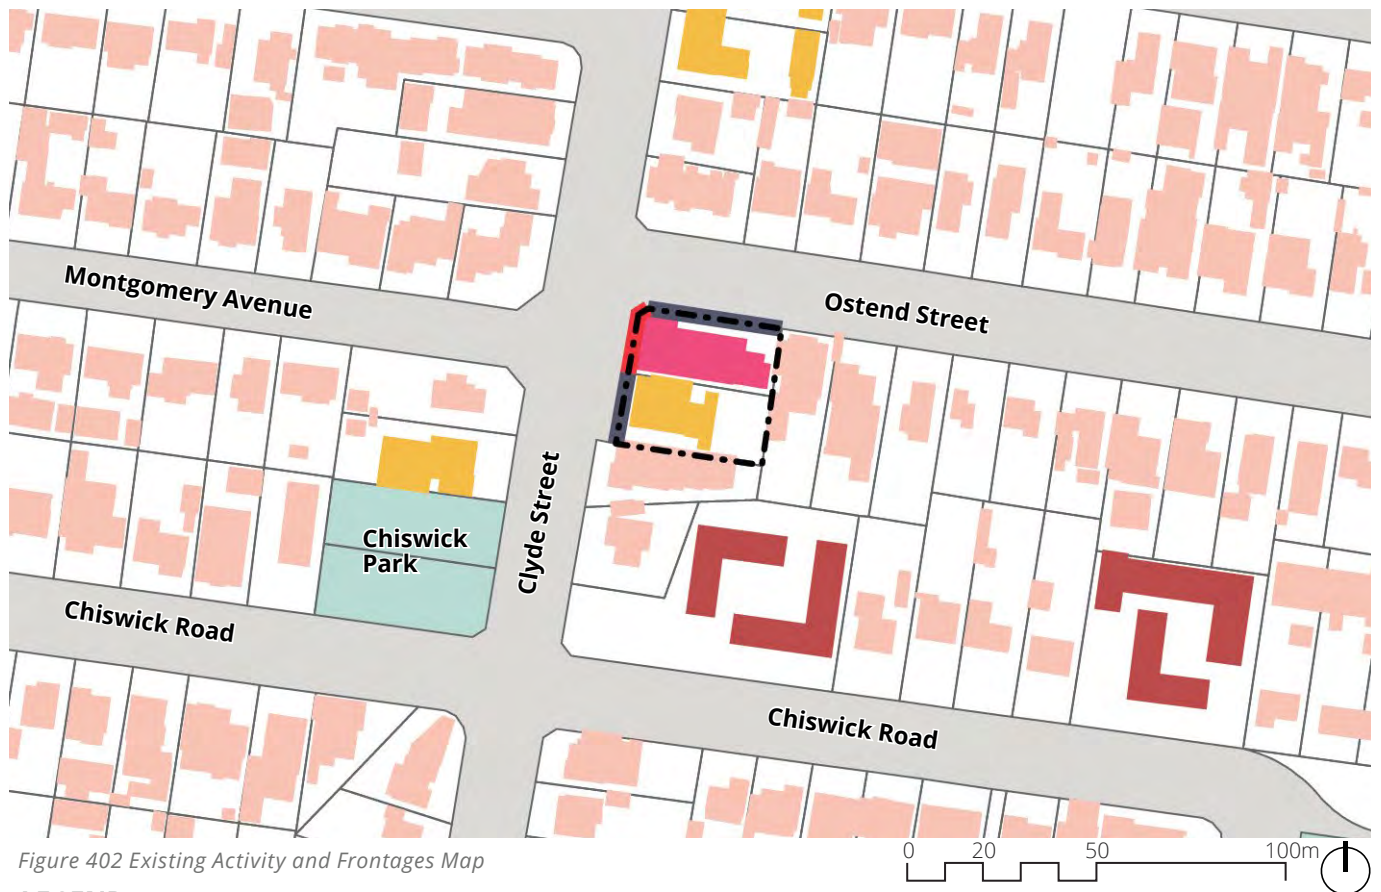 Montgomery Avenue
Ostend Street
Clyde Street
Chiswick
Park
Chiswick Road
Chiswick Road
Figure 402 Existing Activity and Frontages Map
0 20 50 100m